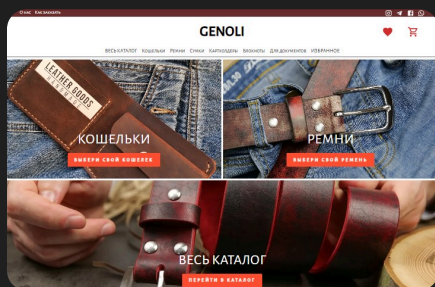 О нас Как заказать
GENOLI
ВЕСЬ КАТАЛОГ Кошельки Ремни Сумки Картхолдеры Блокноты Для документов ИЗБРАННОЕ
LEATHER GOODS
HANDMADE
КОШЕЛЬКИ
ВЫБЕРИ СВОЙ КОШЕЛЕК
РЕМНИ
ВЫБЕРИ СВОЙ РЕМЕНЬ
ВЕСЬ КАТАЛОГ
ПЕРЕЙТИ В КАТАЛОГ